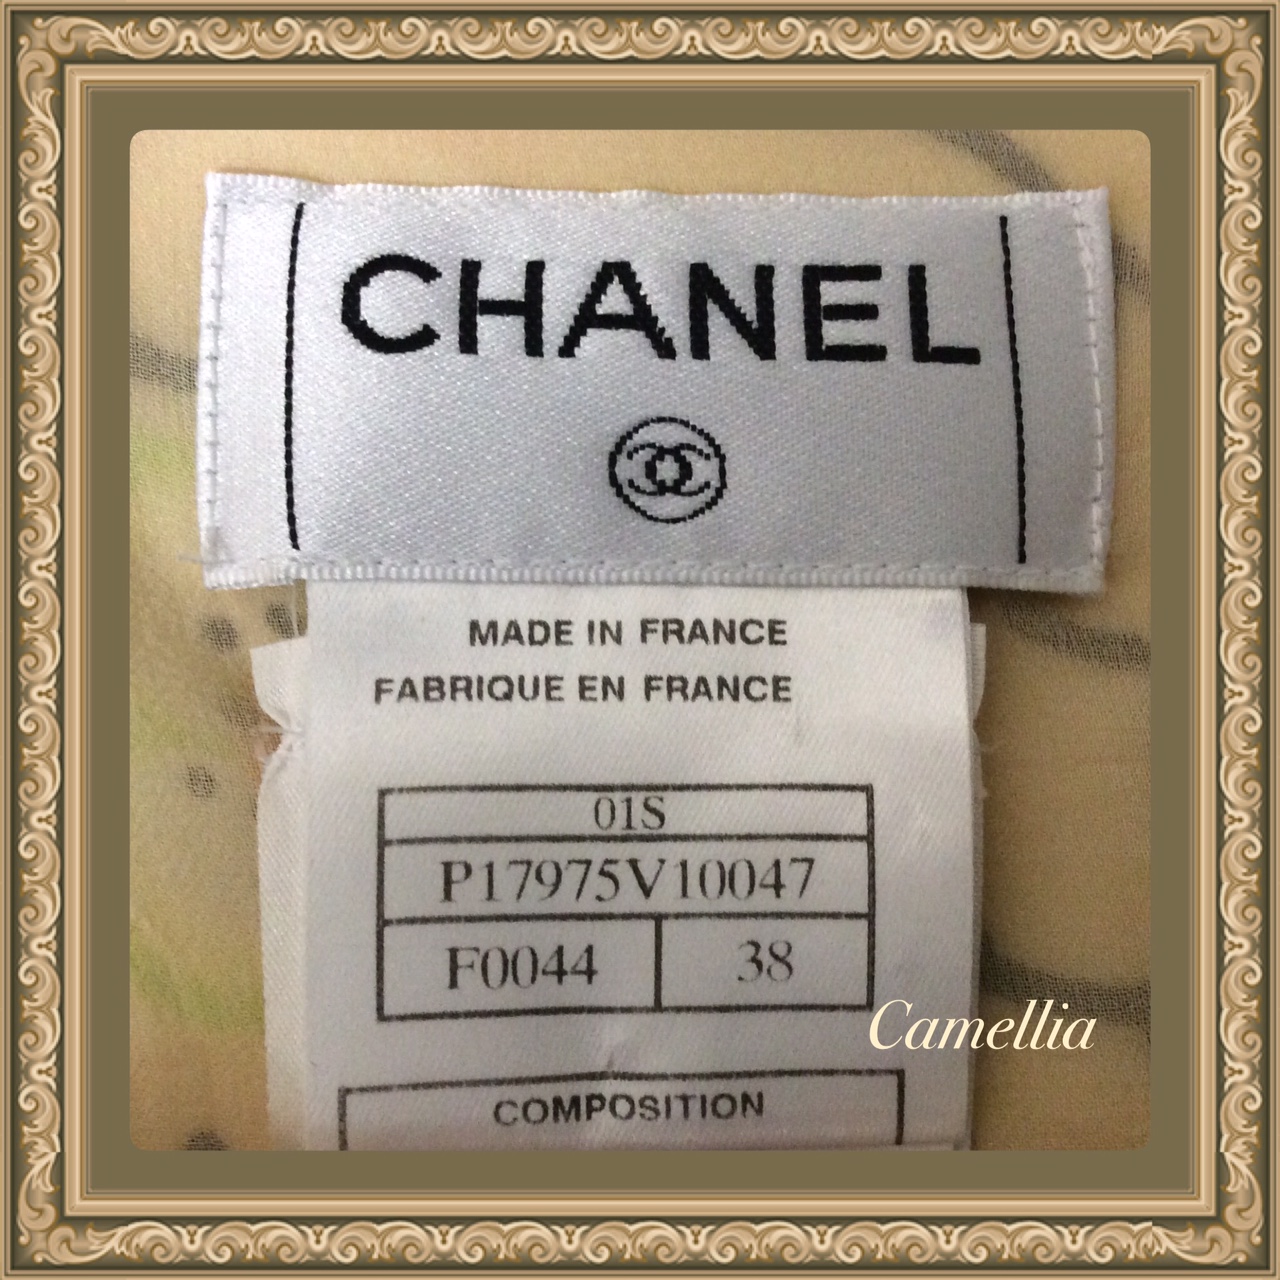 CHANEL
MADE IN FRANCE
FABRIQUE EN FRANCE
01S
P17975V10047
F0044 38
Camellia
COMPOSITION